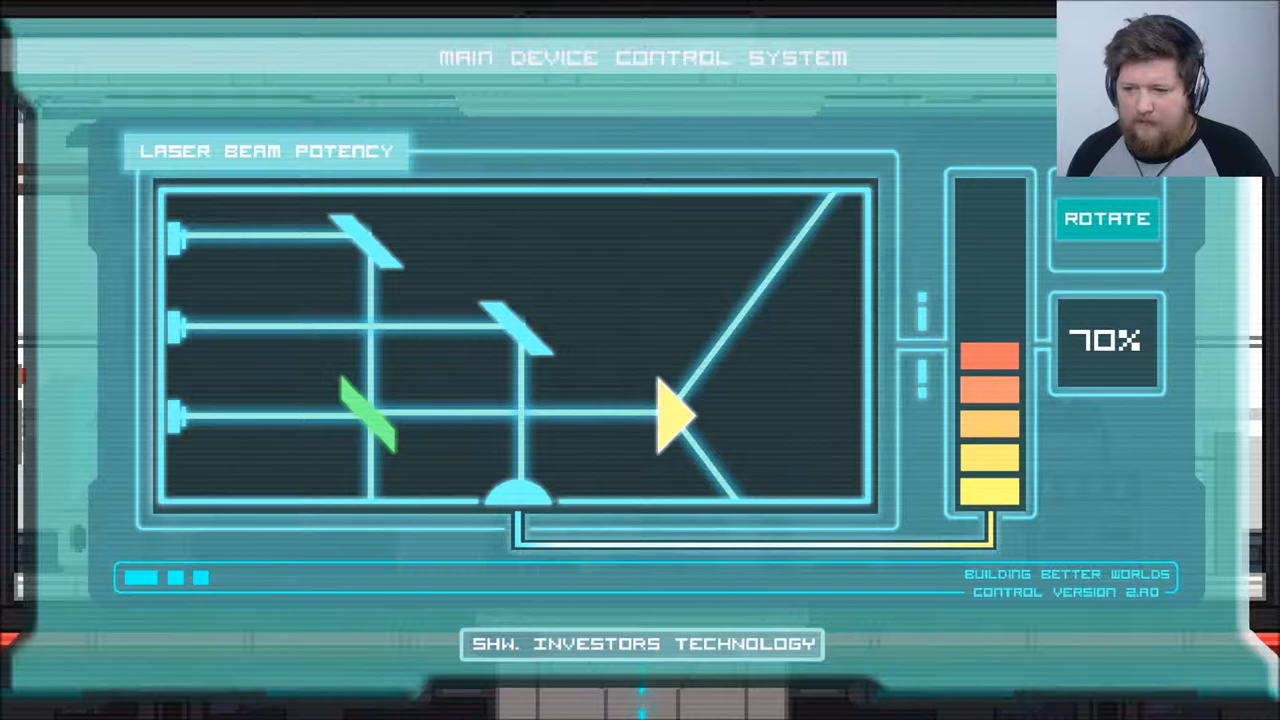 MAIN DEVICE CONTROL SYSTEM
LASER BEAM POTENCY
ROTATE
70%
BUILDING BETTER WORLDS
CONTROL VERSION 2.A0
SHW. INVESTORS TECHNOLOGY